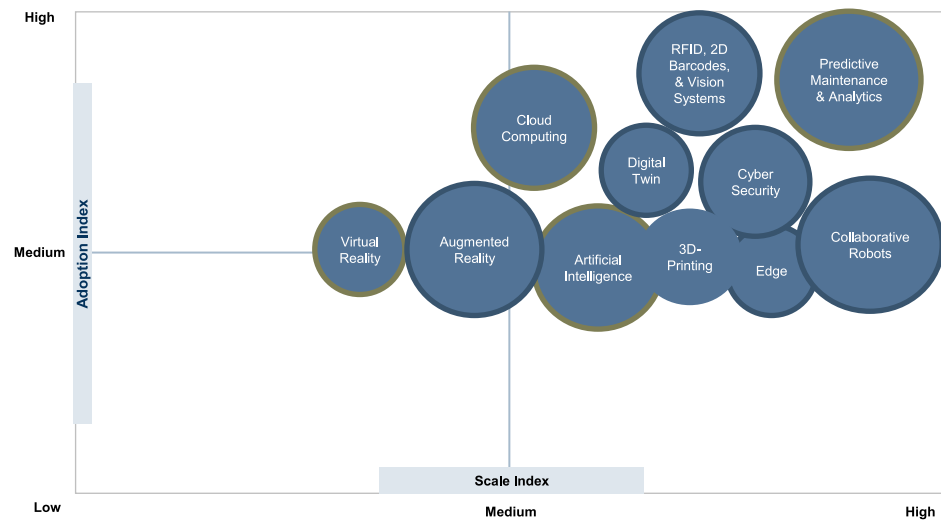 High
RFID, 2D
Barcodes,
& Vision
Systems
Predictive
Maintenance
& Analytics
Cloud
Computing
Digital
Twin
Cyber
Security
Adoption Index
Medium
Virtual
Reality
Augmented
Reality
Artificial
Intelligence
3D-
Printing
Edge
Collaborative
Robots
Scale Index
Low
Medium
High